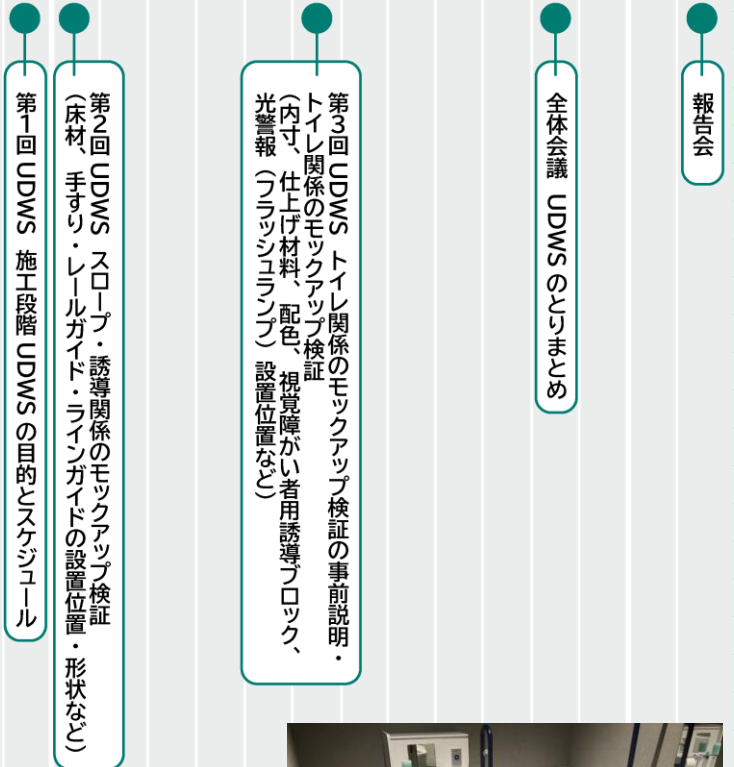 第1回 UDWS 施工段階 UDWS の目的とスケジュール
第2回 UDWS スロープ・誘導関係のモックアップ検証
（床材、手すり・レールガイド・ラインガイドの設置位置・形状など）
第3回 UDWS トイレ関係のモックアップ検証の事前説明・
トイレ関係のモックアップ検証
（内寸、仕上げ材料、配色、視覚障がい者用誘導ブロック、
光警報（フラッシュランプ）設置位置など）
全体会議 UDWS のとりまとめ
報告会